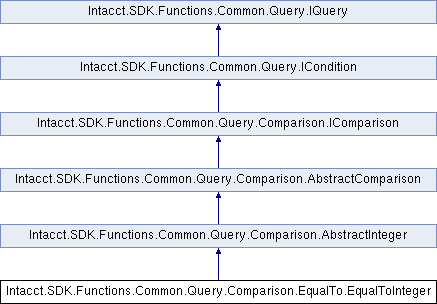 Intacct.SDK.Functions.Common.Query.IQuery
Intacct.SDK.Functions.Common.Query.ICondition
Intacct.SDK.Functions.Common.Query.Comparison.IComparison
Intacct.SDK.Functions.Common.Query.Comparison.AbstractComparison
Intacct.SDK.Functions.Common.Query.Comparison.AbstractInteger
Intacct.SDK.Functions.Common.Query.Comparison.EqualTo.EqualToInteger